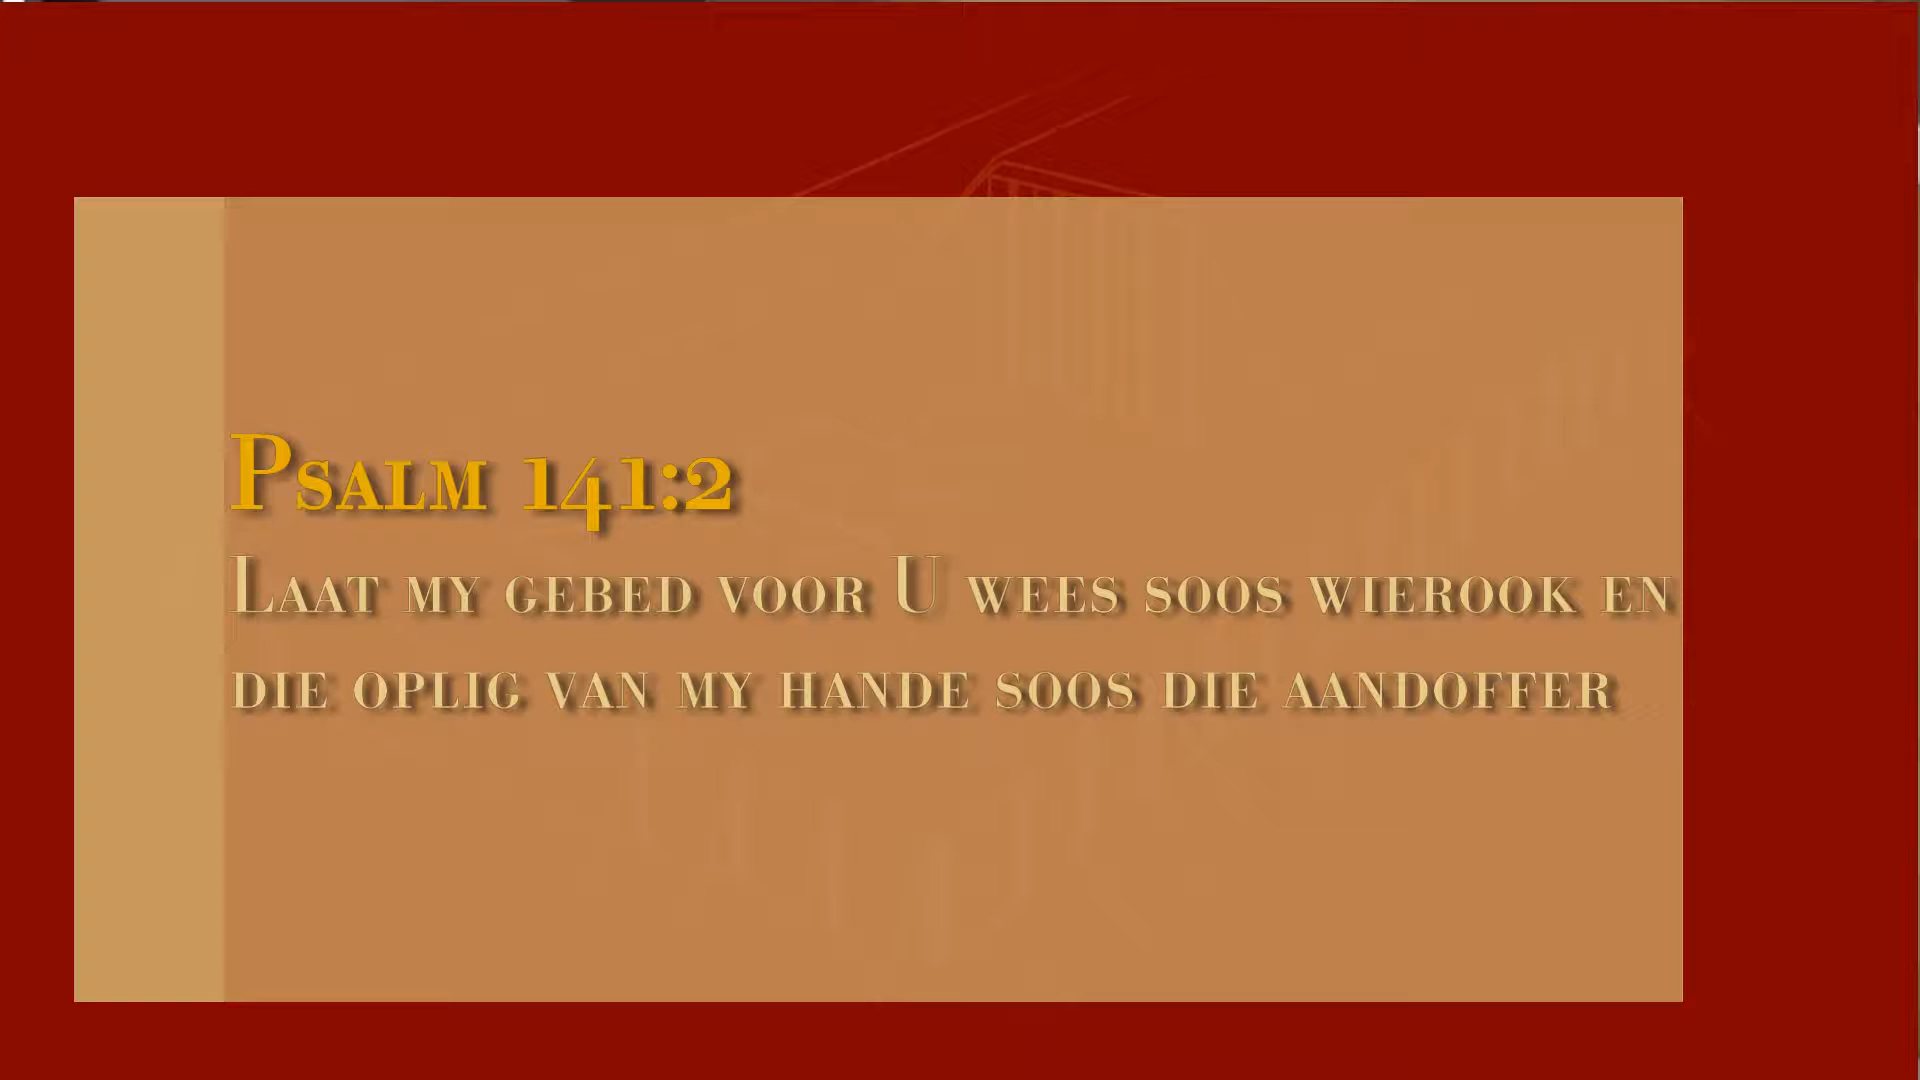 Psalm 141:2
Laat my gebed voor U wees soos wierook en
die oplig van my hande soos die aandoffer